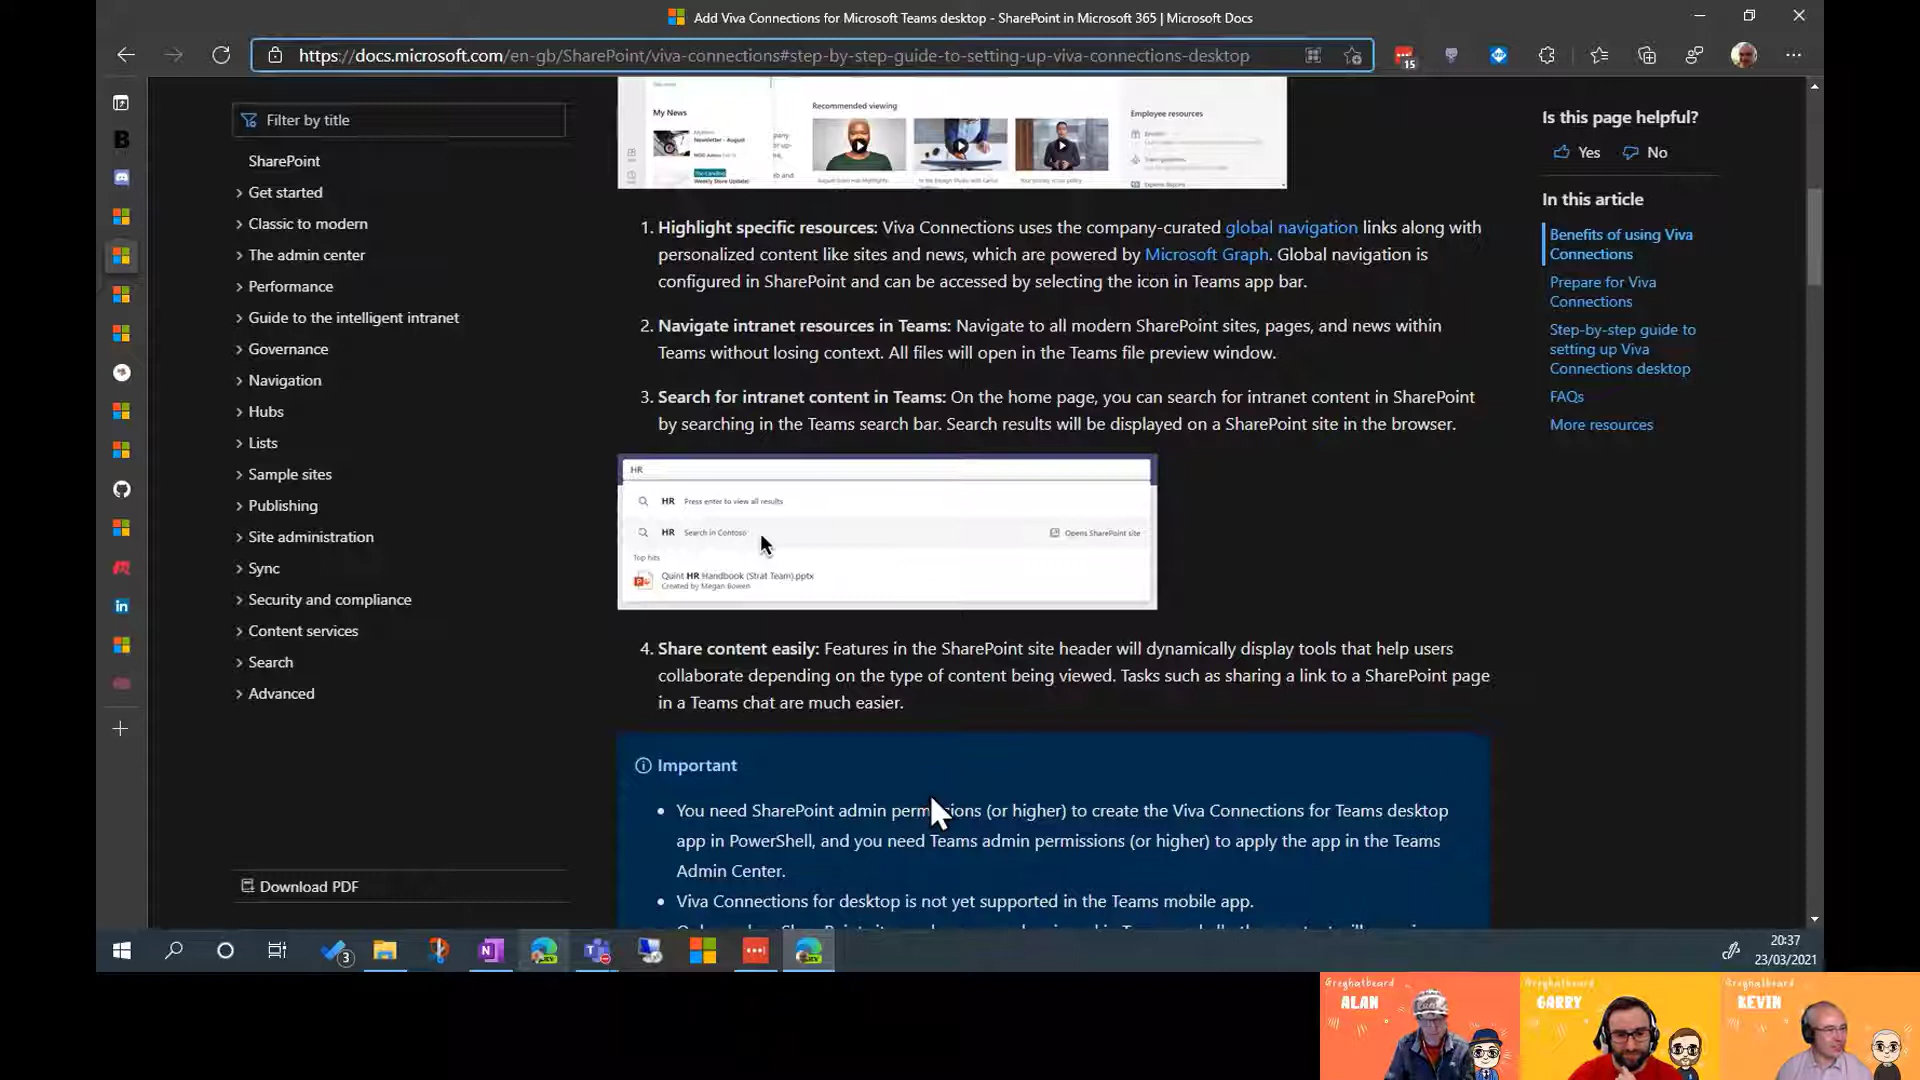 Add Viva Connections for Microsoft Teams desktop - SharePoint in Microsoft 365 | Microsoft Docs
https://docs.microsoft.com/en-gb/SharePoint/viva-connections#step-by-step-guide-to-setting-up-viva-connections-desktop
15
Filter by title
SharePoint
Get started
Classic to modern
The admin center
Performance
Guide to the intelligent intranet
Governance
Navigation
Hubs
Lists
Sample sites
Publishing
Site administration
Sync
Security and compliance
Content services
Search
Advanced
Download PDF
My News
Newsletter - August
Recommended viewing
Employee resources
1. Highlight specific resources: Viva Connections uses the company-curated global navigation links along with
personalized content like sites and news, which are powered by Microsoft Graph. Global navigation is
configured in SharePoint and can be accessed by selecting the icon in Teams app bar.
2. Navigate intranet resources in Teams: Navigate to all modern SharePoint sites, pages, and news within
Teams without losing context. All files will open in the Teams file preview window.
3. Search for intranet content in Teams: On the home page, you can search for intranet content in SharePoint
by searching in the Teams search bar. Search results will be displayed on a SharePoint site in the browser.
HR
HR Press enter to view all results
HR Search in Contoso Opens SharePoint site
Top hits
Quint HR Handbook (Strat Team).pptx
Created by Megan Bowen
4. Share content easily: Features in the SharePoint site header will dynamically display tools that help users
collaborate depending on the type of content being viewed. Tasks such as sharing a link to a SharePoint page
in a Teams chat are much easier.
Important
• You need SharePoint admin permissions (or higher) to create the Viva Connections for Teams desktop
app in PowerShell, and you need Teams admin permissions (or higher) to apply the app in the Teams
Admin Center.
• Viva Connections for desktop is not yet supported in the Teams mobile app.
Is this page helpful?
Yes No
In this article
Benefits of using Viva
Connections
Prepare for Viva
Connections
Step-by-step guide to
setting up Viva
Connections desktop
FAQs
More resources
3
20:37
23/03/2021
Greyhatbeard
ALAN
Greyhatbeard
GARRY
Greyhatbeard
KEVIN